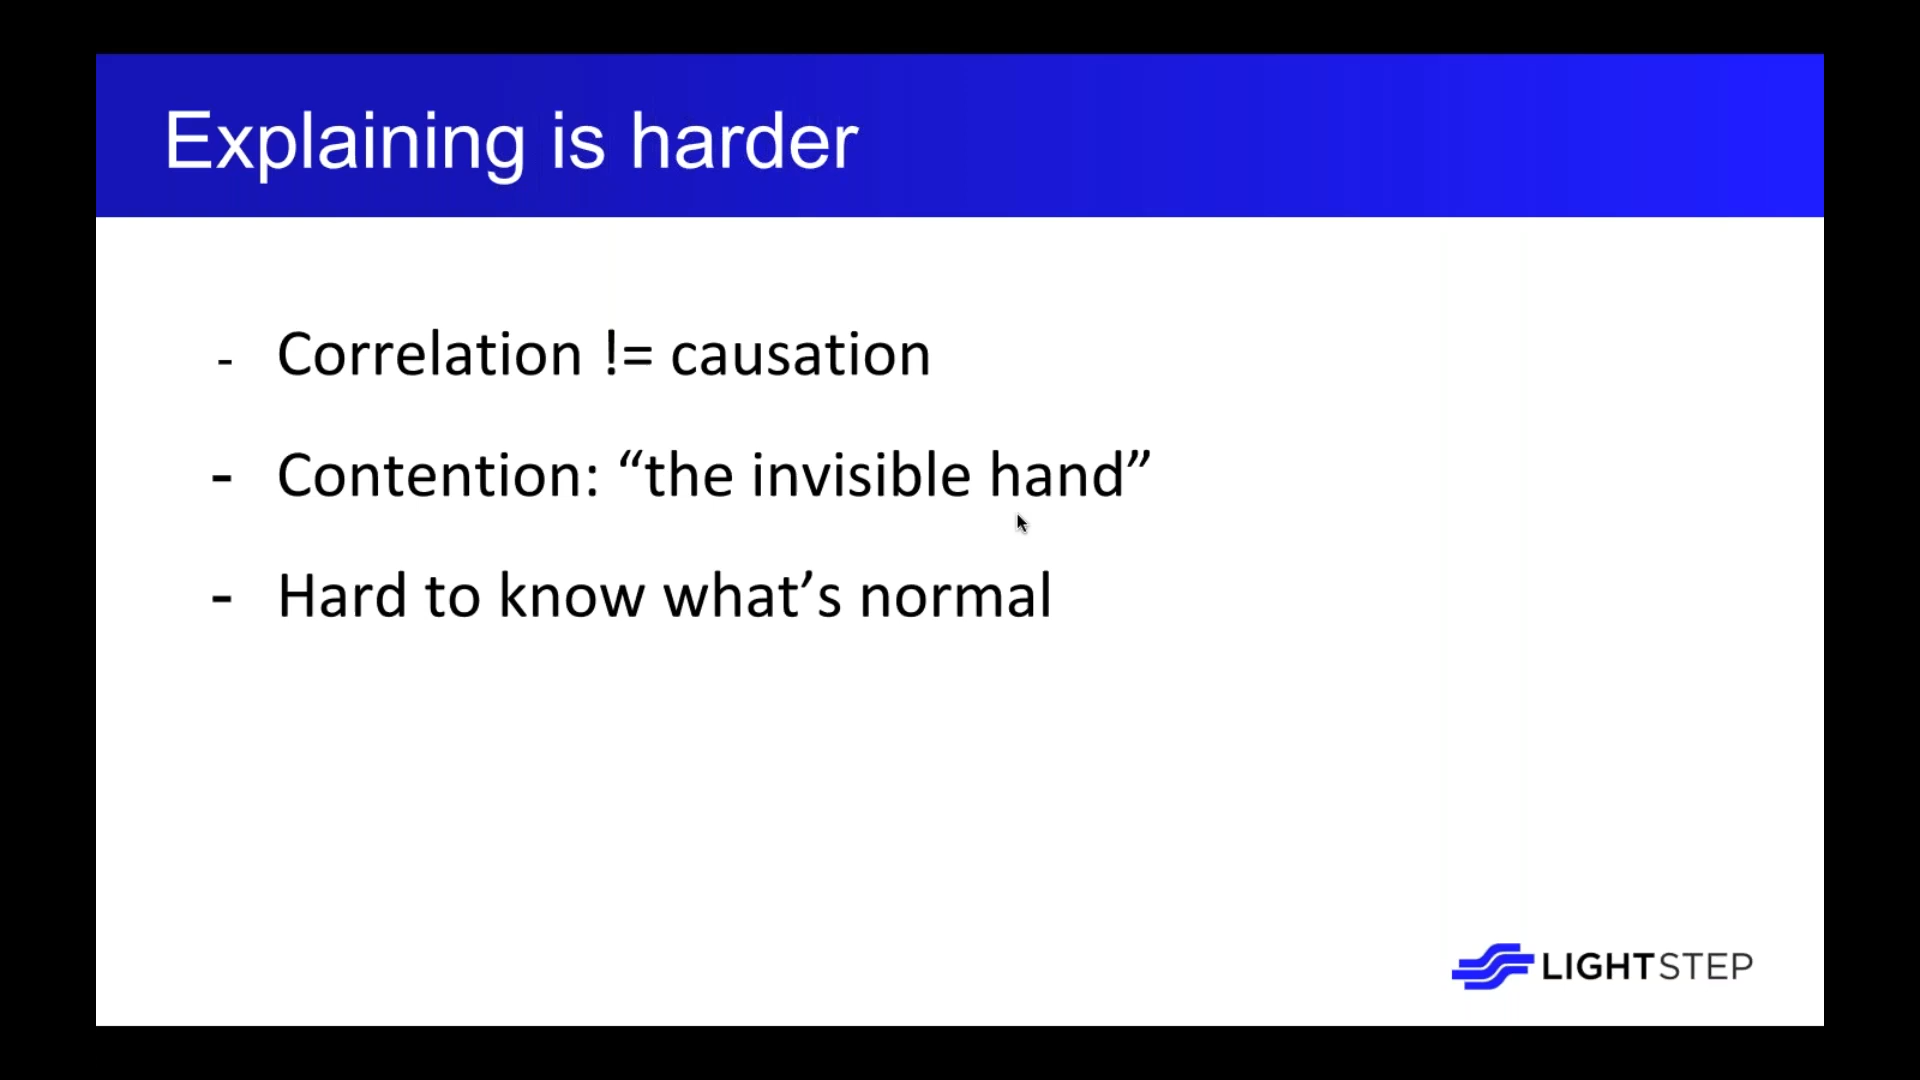 Explaining is harder
- Correlation != causation
- Contention: “the invisible hand”
- Hard to know what’s normal
LIGHTSTEP